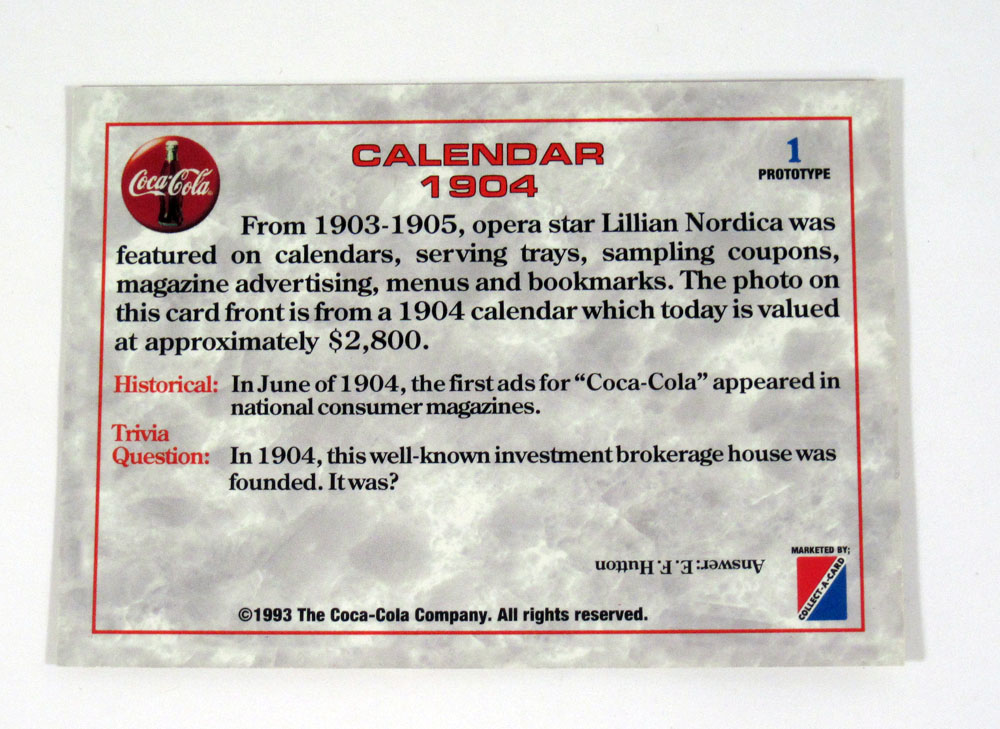 Coca-Cola
CALENDAR
1904
1
PROTOTYPE
From 1903-1905, opera star Lillian Nordica was
featured on calendars, serving trays, sampling coupons,
magazine advertising, menus and bookmarks. The photo on
this card front is from a 1904 calendar which today is valued
at approximately $2,800.
Historical: In June of 1904, the first ads for “Coca-Cola” appeared in
national consumer magazines.
Trivia
Question: In 1904, this well-known investment brokerage house was
founded. It was?
Answer: E. F. Hutton
MARKETED BY;
COLLECT-A-CARD
©1993 The Coca-Cola Company. All rights reserved.